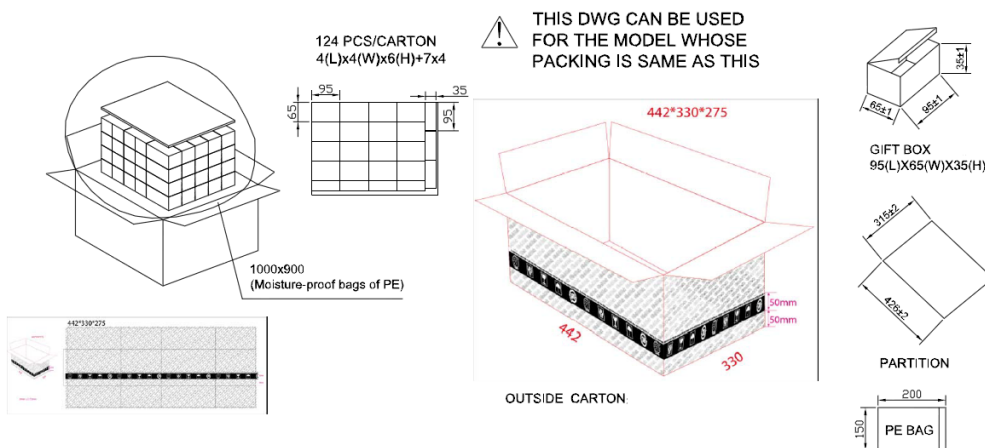 124 PCS/CARTON
4(L)x4(W)x6(H)+7x4
95
35
65
95
1000x900
(Moisture-proof bags of PE)
442*330*275
THIS DWG CAN BE USED
FOR THE MODEL WHOSE
PACKING IS SAME AS THIS
442*330*275
50mm
50mm
442
330
OUTSIDE CARTON:
35±1
65±1
95±1
GIFT BOX
95(L)X65(W)X35(H)
315±2
426±2
PARTITION
200
150
PE BAG